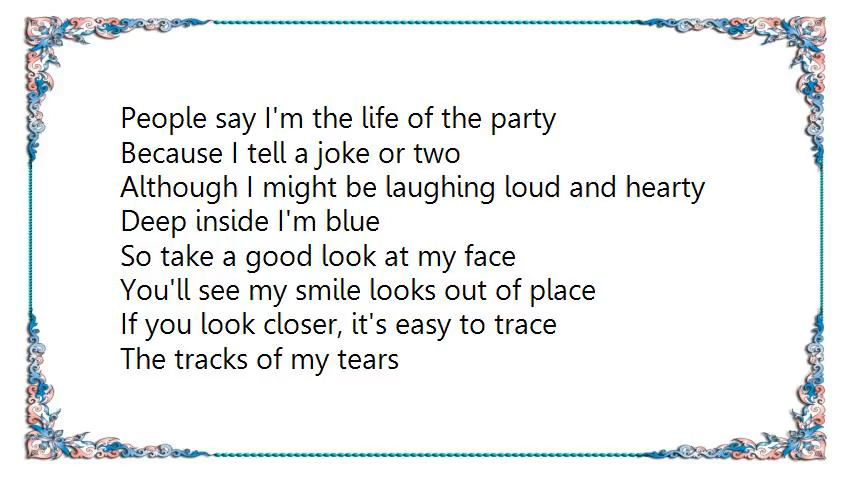 People say I'm the life of the party
Because I tell a joke or two
Although I might be laughing loud and hearty
Deep inside I'm blue
So take a good look at my face
You'll see my smile looks out of place
If you look closer, it's easy to trace
The tracks of my tears